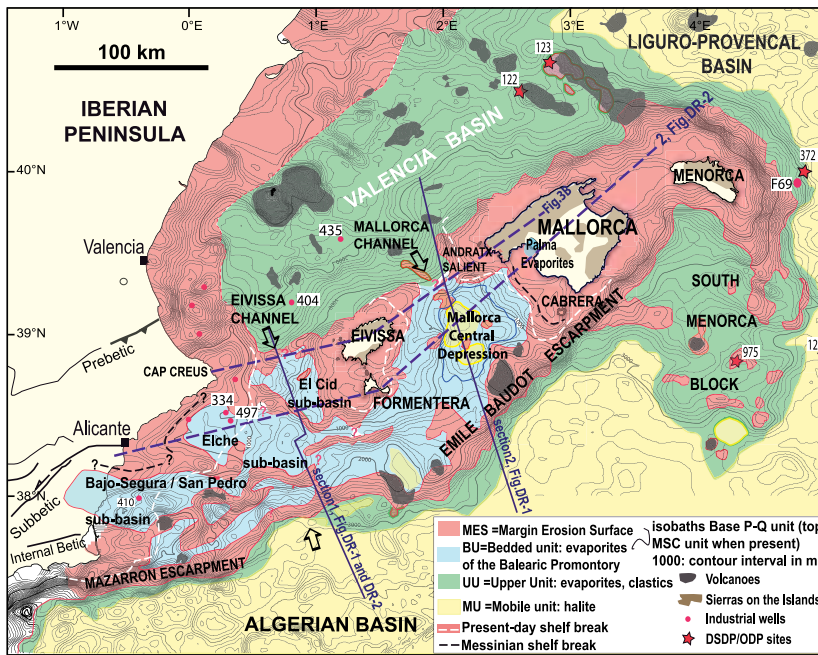 0°E
1°E
2°E
3°E
4°E
100 km
123
122
LIGURO-PROVENCAL
BASIN
IBERIAN
PENINSULA
40°N
VALENCIA BASIN
2, Fig.DR-2
372
F69
MENORCA
Fig.3B
MALLORCA
Palma
Evaporites
Valencia
435
MALLORCA
CHANNEL
ANDRATX
SALIENT
404
EIVISSA
CHANNEL
CABRERA
SOUTH
MENORCA
BLOCK
39°N
EIVISSA
Mallorca
Central
Depression
975
12
Prebetic
CAP CREUS
El Cid
sub-basin
FORMENTERA
EMILE BAUDOT ESCARPMENT
334
497
Alicante
Elche
sub-basin
?
?
?
?
?
1000
2000
1000
section1, Fig.DR-1 and DR-2
section2, Fig.DR-1
Bajo-Segura / San Pedro
sub-basin
410
38°N
Subbetic
Internal Betic
MAZARRON ESCARPMENT
ALGERIAN BASIN
MES =Margin Erosion Surface
BU=Bedded unit: evaporites
of the Balearic Promontory
UU =Upper Unit: evaporites, clastics
MU =Mobile unit: halite
Present-day shelf break
Messinian shelf break
isobaths Base P-Q unit (top
MSC unit when present)
1000: contour interval in m
Volcanoes
Sierras on the Islands
Industrial wells
DSDP/ODP sites